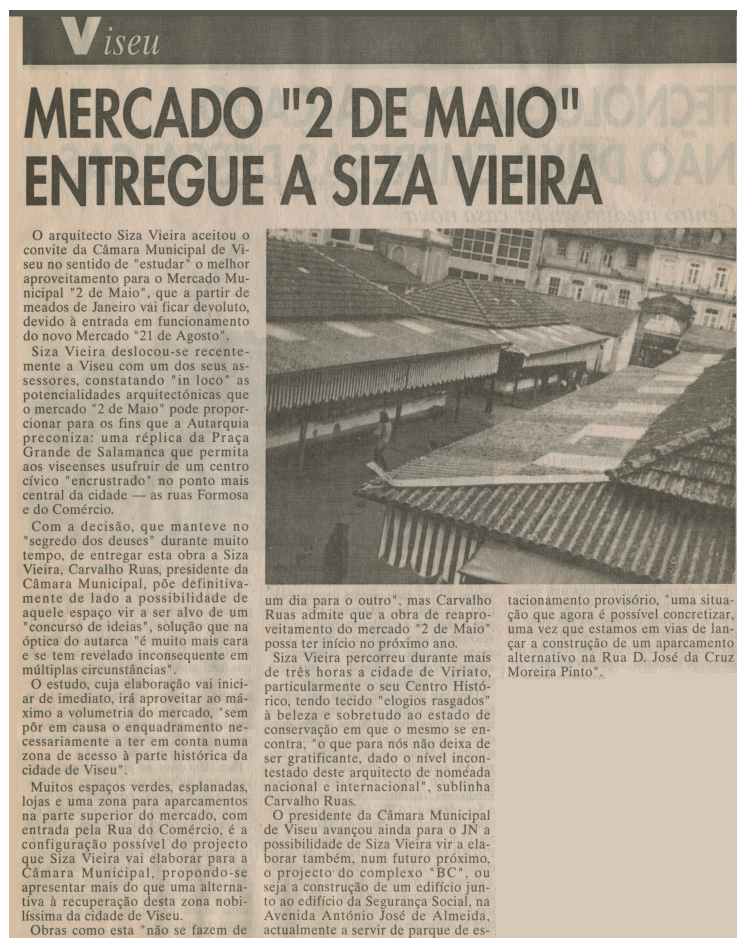 Viseu
MERCADO "2 DE MAIO"
ENTREGUE A SIZA VIEIRA
O arquitecto Siza Vieira aceitou o
convite da Câmara Municipal de Vi-
seu no sentido de "estudar" o melhor
aproveitamento para o Mercado Mu-
nicipal "2 de Maio", que a partir de
meados de Janeiro vai ficar devoluto,
devido à entrada em funcionamento
do novo Mercado "21 de Agosto".
Siza Vieira deslocou-se recente-
mente a Viseu com um dos seus as-
sessores, constatando "in loco" as
potencialidades arquitectónicas que
o mercado "2 de Maio" pode propor-
cionar para os fins que a Autarquia
preconiza: uma réplica da Praça
Grande de Salamanca que permita
aos viseenses usufruir de um centro
cívico "encrustrado" no ponto mais
central da cidade — as ruas Formosa
e do Comércio.
Com a decisão, que manteve no
"segredo dos deuses" durante muito
tempo, de entregar esta obra a Siza
Vieira, Carvalho Ruas, presidente da
Câmara Municipal, põe definitiva-
mente de lado a possibilidade de
aquele espaço vir a ser alvo de um
"concurso de ideias", solução que na
óptica do autarca "é muito mais cara
e se tem revelado inconsequente em
múltiplas circunstâncias".
O estudo, cuja elaboração vai inici-
ar de imediato, irá aproveitar ao má-
ximo a volumetria do mercado, "sem
pôr em causa o enquadramento ne-
cessariamente a ter em conta numa
zona de acesso à parte histórica da
cidade de Viseu".
Muitos espaços verdes, esplanadas,
lojas e uma zona para aparcamentos
na parte superior do mercado, com
entrada pela Rua do Comércio, é a
configuração possível do projecto
que Siza Vieira vai elaborar para a
Câmara Municipal, propondo-se
apresentar mais do que uma alterna-
tiva à recuperação desta zona nobi-
líssima da cidade de Viseu.
Obras como esta "não se fazem de
um dia para o outro", mas Carvalho
Ruas admite que a obra de reapro-
veitamento do mercado "2 de Maio"
possa ter início no próximo ano.
Siza Vieira percorreu durante mais
de três horas a cidade de Viriato,
particularmente o seu Centro Histó-
rico, tendo tecido "elogios rasgados"
à beleza e sobretudo ao estado de
conservação em que o mesmo se en-
contra, "o que para nós não deixa de
ser gratificante, dado o nível incon-
testado deste arquitecto de nomeada
nacional e internacional", sublinha
Carvalho Ruas.
O presidente da Câmara Municipal
de Viseu avançou ainda para o JN a
possibilidade de Siza Vieira vir a ela-
borar também, num futuro próximo,
o projecto do complexo "BC", ou
seja a construção de um edifício jun-
to ao edifício da Segurança Social, na
Avenida António José de Almeida,
actualmente a servir de parque de es-
tacionamento provisório, "uma situa-
ção que agora é possível concretizar,
uma vez que estamos em vias de lan-
çar a construção de um aparcamento
alternativo na Rua D. José da Cruz
Moreira Pinto".